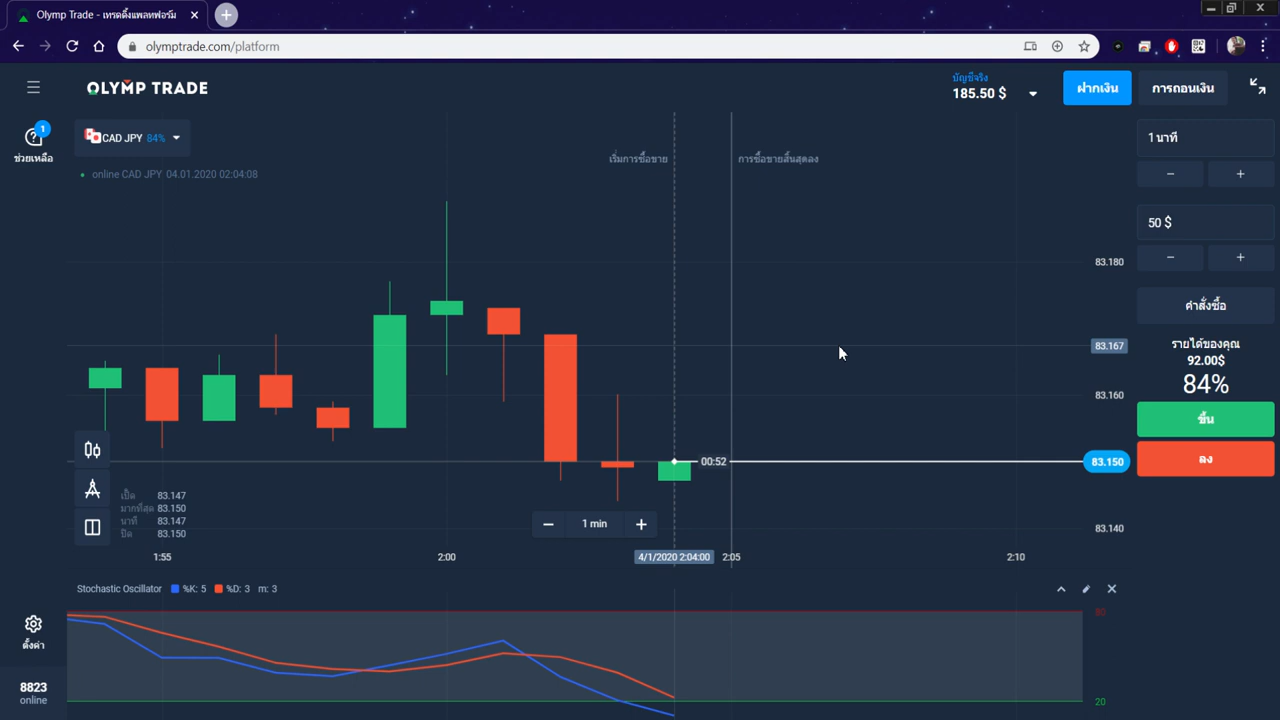 Olymp Trade - เทรดดิ้งแพลทฟอร์ม
olymptrade.com/platform
OLYMP TRADE
บัญชีจริง
185.50 $
ฝากเงิน
การถอนเงิน
1
ช่วยเหลือ
CAD JPY 84%
online CAD JPY 04.01.2020 02:04:08
เริ่มการซื้อขาย
การซื้อขายสิ้นสุดลง
1 นาที
50 $
คำสั่งซื้อ
รายได้ของคุณ
92.00$
84%
ขึ้น
ลง
83.180
83.167
83.160
83.150
83.140
00:52
เปิด 83.147
มากที่สุด 83.150
นาที 83.147
ปิด 83.150
1 min
1:55
2:00
4/1/2020 2:04:00
2:05
2:10
Stochastic Oscillator %K: 5 %D: 3 m: 3
80
20
ตั้งค่า
8823
online